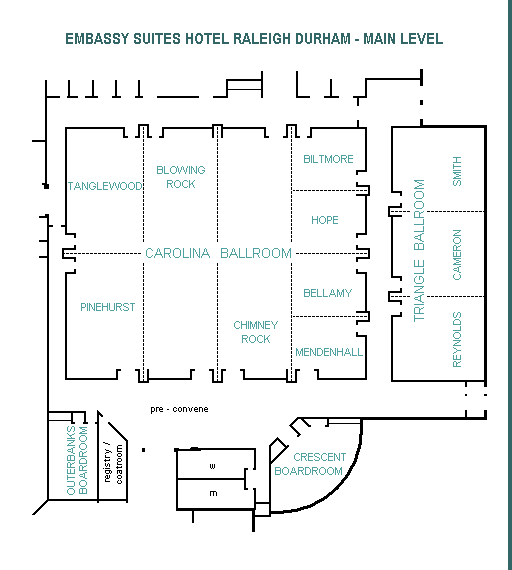 EMBASSY SUITES HOTEL RALEIGH DURHAM - MAIN LEVEL
TANGLEWOOD
BLOWING
ROCK
BILTMORE
HOPE
CAROLINA BALLROOM
PINEHURST
CHIMNEY
ROCK
BELLAMY
MENDENHALL
TRIANGLE BALLROOM
SMITH
CAMERON
REYNOLDS
pre - convene
OUTERBANKS
BOARDROOM
registry /
coatroom
w
m
CRESCENT
BOARDROOM